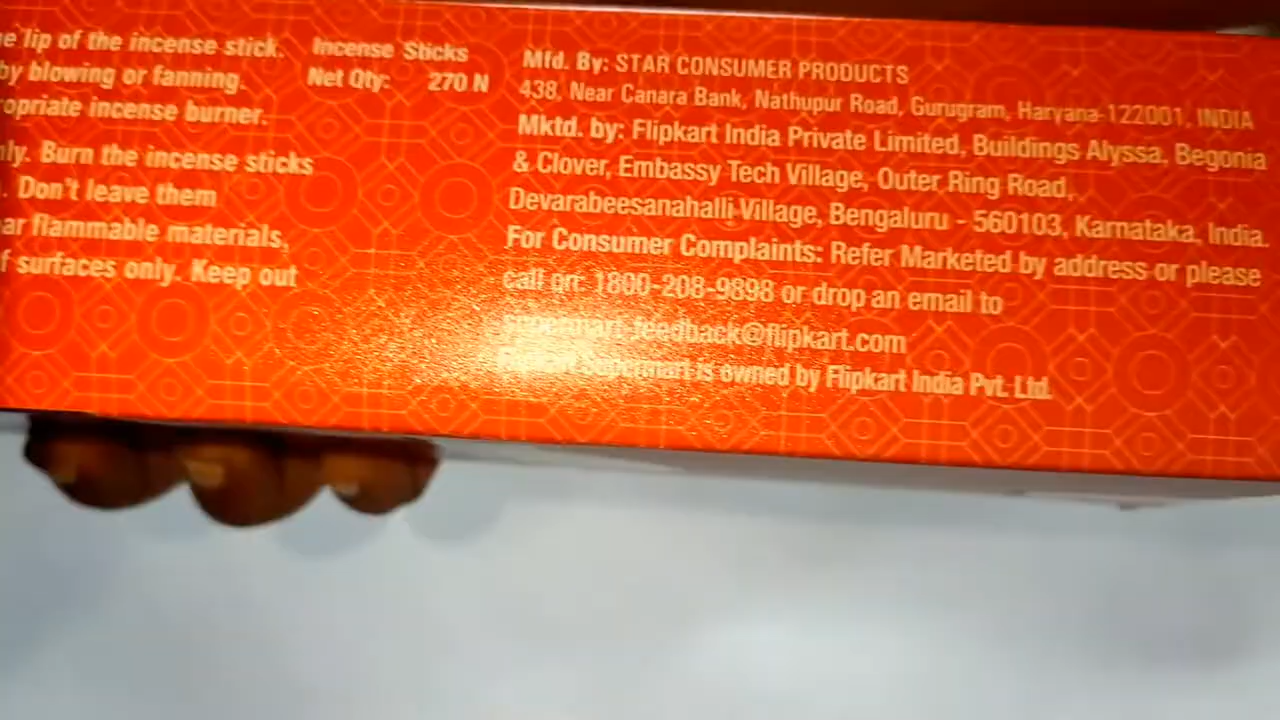 e lip of the incense stick.
by blowing or fanning.
opriate incense burner.
ly. Burn the incense sticks
. Don't leave them
ar flammable materials,
f surfaces only. Keep out
Incense Sticks
Net Qty: 270 N
Mfd. By: STAR CONSUMER PRODUCTS
438, Near Canara Bank, Nathupur Road, Gurugram, Haryana-122001, INDIA
Mktd. by: Flipkart India Private Limited, Buildings Alyssa, Begonia
& Clover, Embassy Tech Village, Outer Ring Road,
Devarabeesanahalli Village, Bengaluru - 560103, Karnataka, India.
For Consumer Complaints: Refer Marketed by address or please
call on: 1800-208-9898 or drop an email to
supermart-feedback@flipkart.com
Flipkart Supermart is owned by Flipkart India Pvt. Ltd.